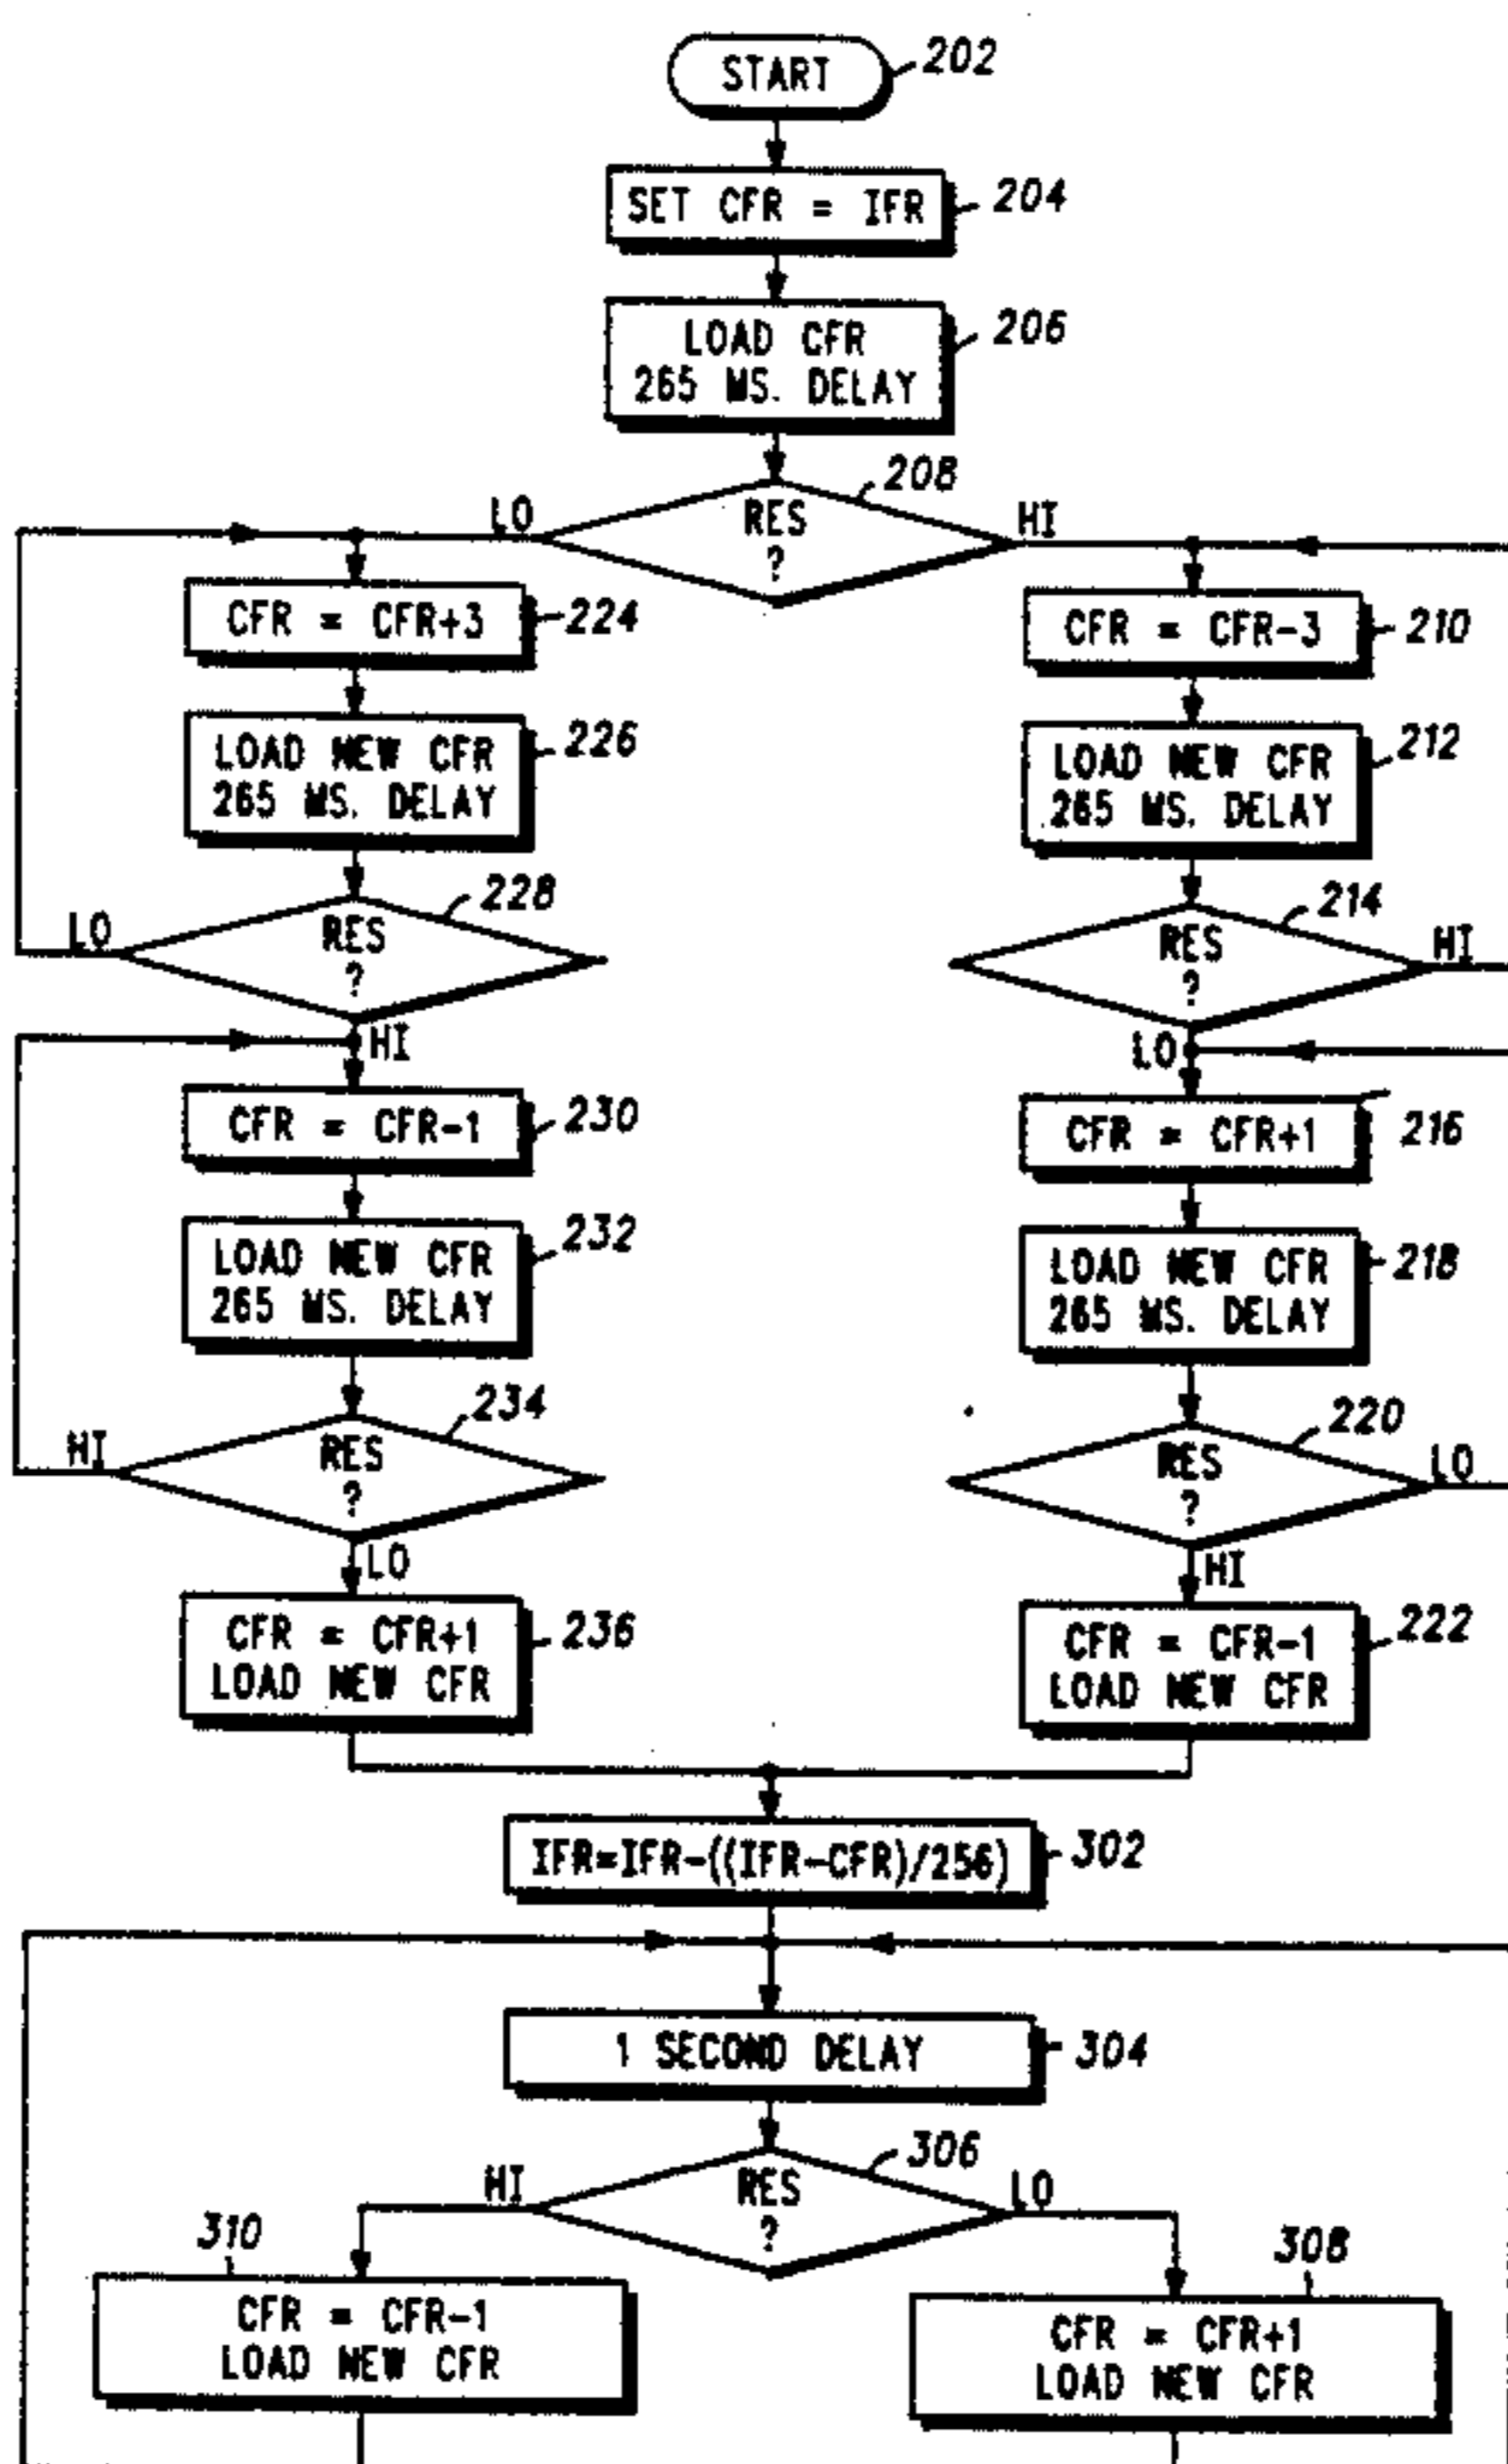 START
202
SET CFR = IFR
204
LOAD CFR
265 MS. DELAY
206
RES
?
208
LO
HI
CFR = CFR+3
224
LOAD NEW CFR
265 MS. DELAY
226
RES
?
228
LO
HI
CFR = CFR-1
230
LOAD NEW CFR
265 MS. DELAY
232
RES
?
234
HI
LO
CFR = CFR+1
LOAD NEW CFR
236
CFR = CFR-3
210
LOAD NEW CFR
265 MS. DELAY
212
RES
?
214
HI
LO
CFR = CFR+1
216
LOAD NEW CFR
265 MS. DELAY
218
RES
?
220
LO
HI
CFR = CFR-1
LOAD NEW CFR
222
IFR=IFR-((IFR-CFR)/256)
302
1 SECOND DELAY
304
RES
?
306
HI
LO
310
CFR = CFR-1
LOAD NEW CFR
308
CFR = CFR+1
LOAD NEW CFR